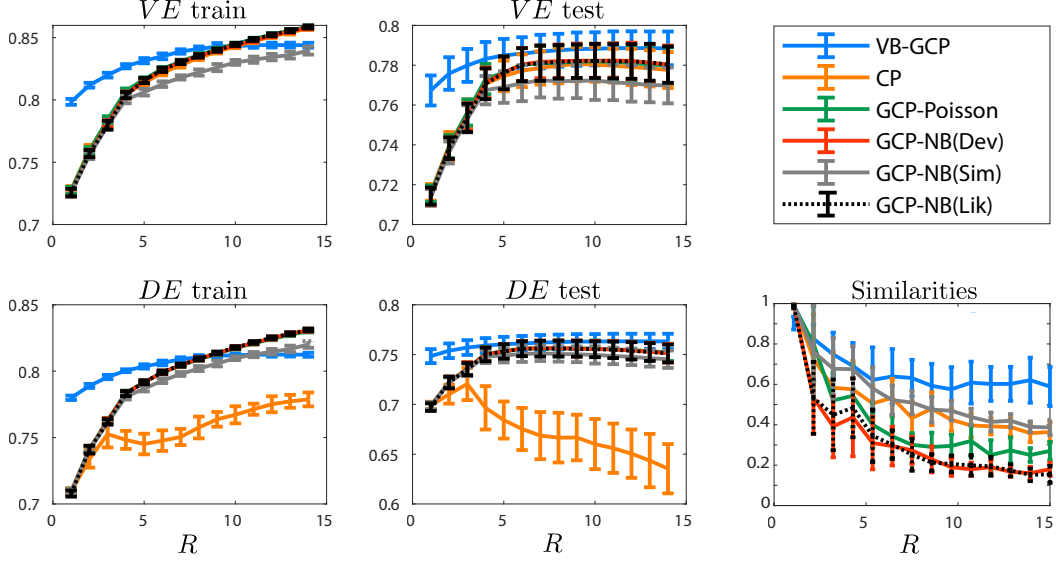 VE train
0.85
0.8
0.75
0.7
0 5 10 15
VE test
0.8
0.78
0.76
0.74
0.72
0.7
0 5 10 15
VB-GCP
CP
GCP-Poisson
GCP-NB(Dev)
GCP-NB(Sim)
GCP-NB(Lik)
DE train
0.85
0.8
0.75
0.7
0 5 10 15
R
DE test
0.8
0.75
0.7
0.65
0.6
0 5 10 15
R
Similarities
1
0.8
0.6
0.4
0.2
0
0 5 10 15
R